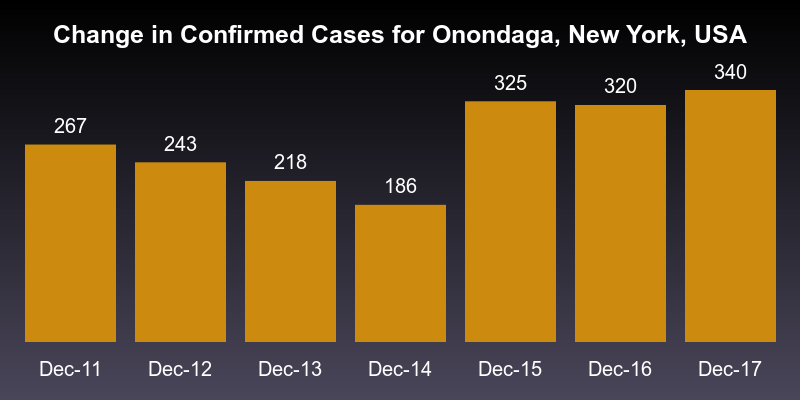 Change in Confirmed Cases for Onondaga, New York, USA
267
243
218
186
325
320
340
Dec-11
Dec-12
Dec-13
Dec-14
Dec-15
Dec-16
Dec-17